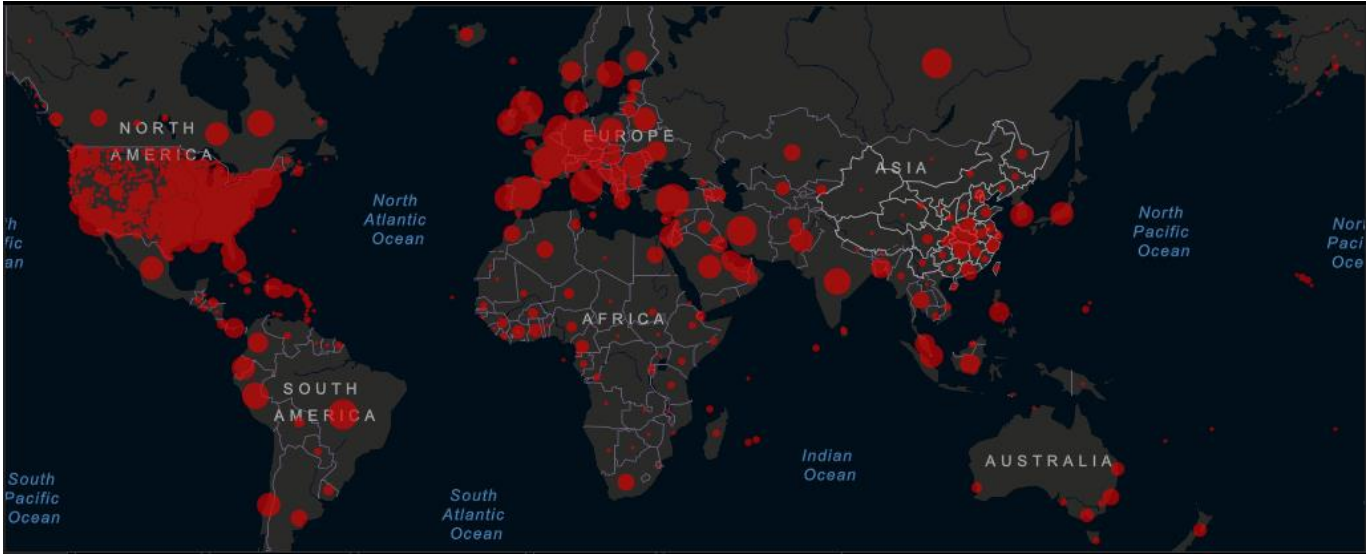 NORTH
AMERICA
EUROPE
ASIA
North
Atlantic
Ocean
North
Pacific
Ocean
AFRICA
SOUTH
AMERICA
AUSTRALIA
Indian
Ocean
South
Pacific
Ocean
South
Atlantic
Ocean